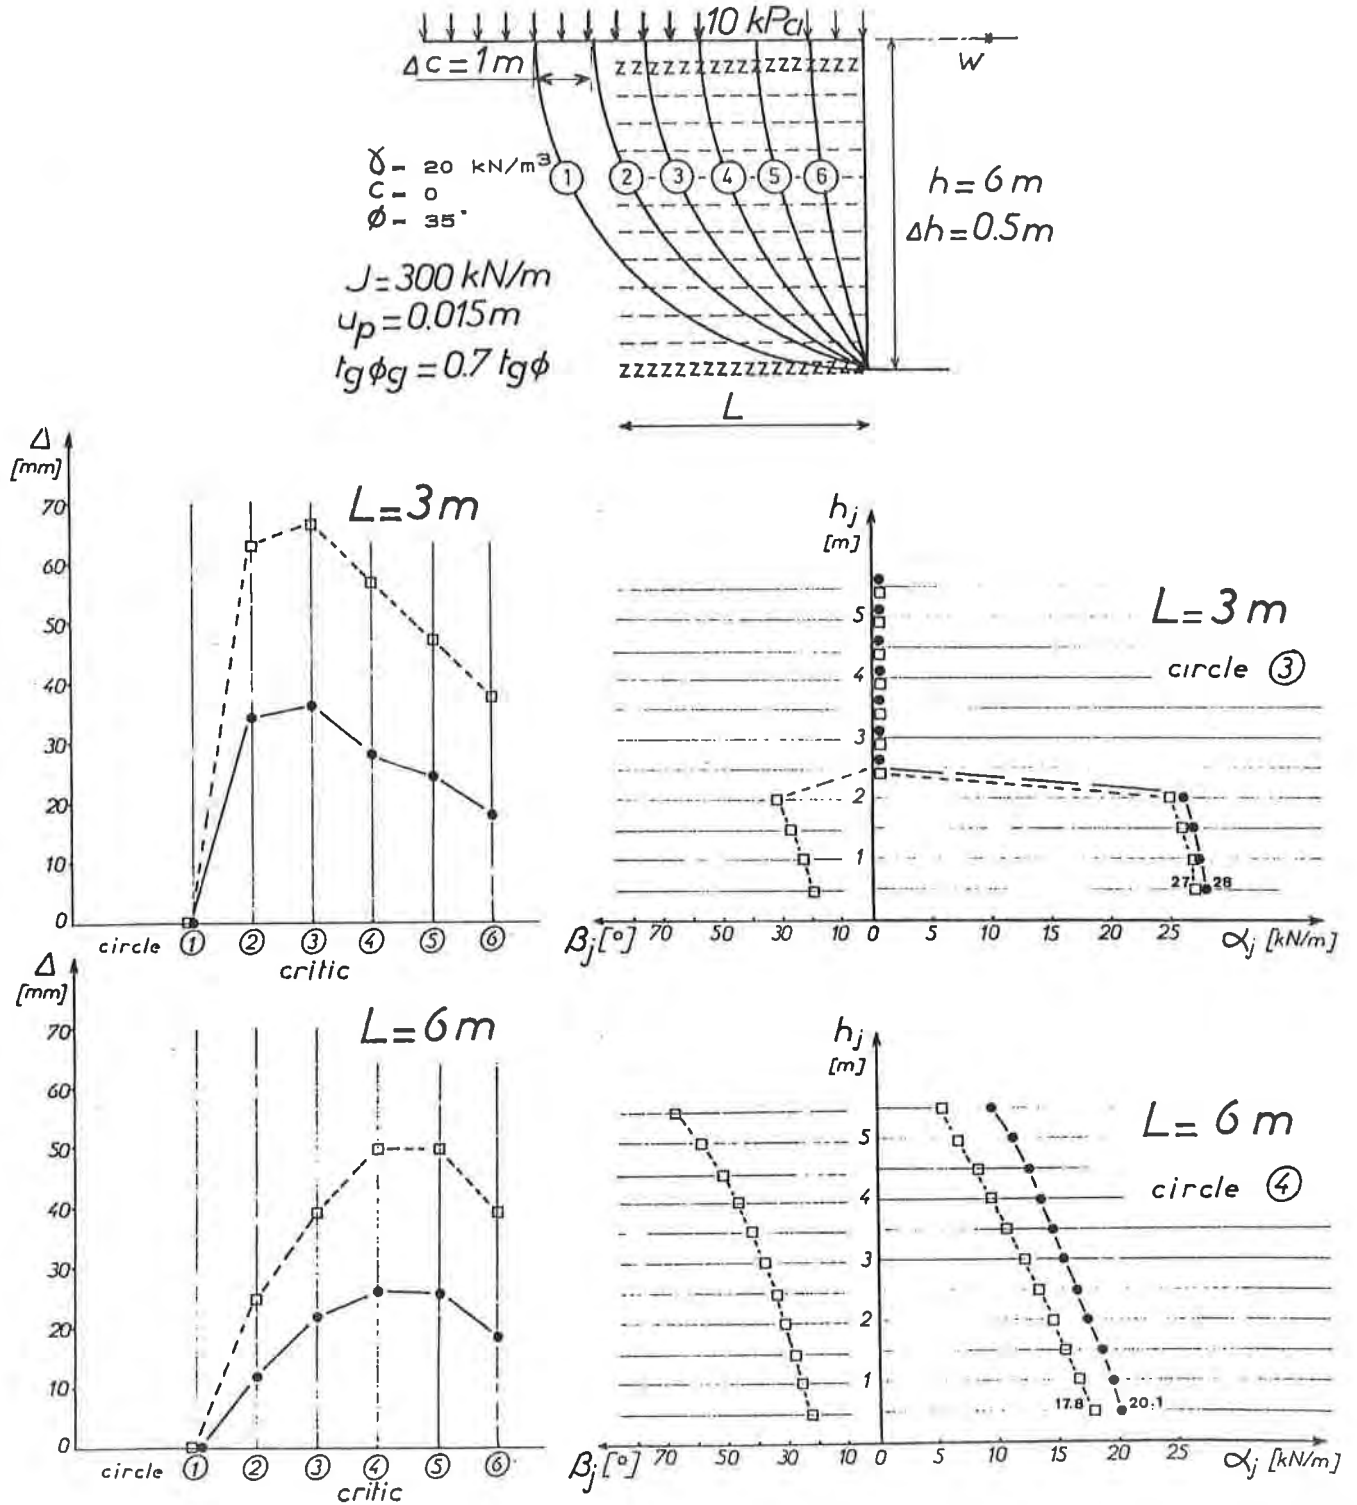 10 kPa
Δc=1m
zzzzzzzzzzzzzzzzzz
W
γ= 20 kN/m³
c= 0
ϕ= 35°
1 2 3 4 5 6
h=6m
Δh=0.5m
J=300 kN/m
up=0.015m
tgϕg=0.7 tgϕ
zzzzzzzzzzzzzzzzzz
L
Δ
[mm]
L=3m
70
60
50
40
30
20
10
0
circle 1 2 3 4 5 6
critic
hj
[m]
L=3m
circle 3
5
4
3
2
1
27 28
βj[°] 70 50 30 10 0 5 10 15 20 25 αj [kN/m]
Δ
[mm]
L=6m
70
60
50
40
30
20
10
0
circle 1 2 3 4 5 6
critic
hj
[m]
L=6m
circle 4
5
4
3
2
1
17.8 20.1
βj[°] 70 50 30 10 0 5 10 15 20 25 αj [kN/m]